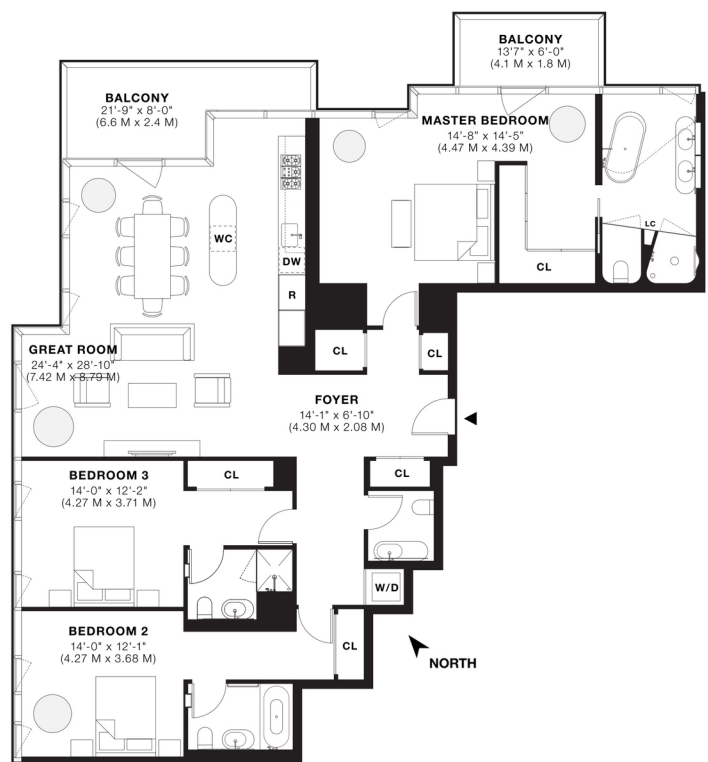 BALCONY
13'7" x 6'-0"
(4.1 M x 1.8 M)
BALCONY
21'-9" x 8'-0"
(6.6 M x 2.4 M)
MASTER BEDROOM
14'-8" x 14'-5"
(4.47 M x 4.39 M)
WC
DW
R
LC
CL
GREAT ROOM
24'-4" x 28'-10"
(7.42 M x 8.79 M)
CL
CL
FOYER
14'-1" x 6'-10"
(4.30 M x 2.08 M)
BEDROOM 3
14'-0" x 12'-2"
(4.27 M x 3.71 M)
CL
CL
W/D
BEDROOM 2
14'-0" x 12'-1"
(4.27 M x 3.68 M)
CL
NORTH